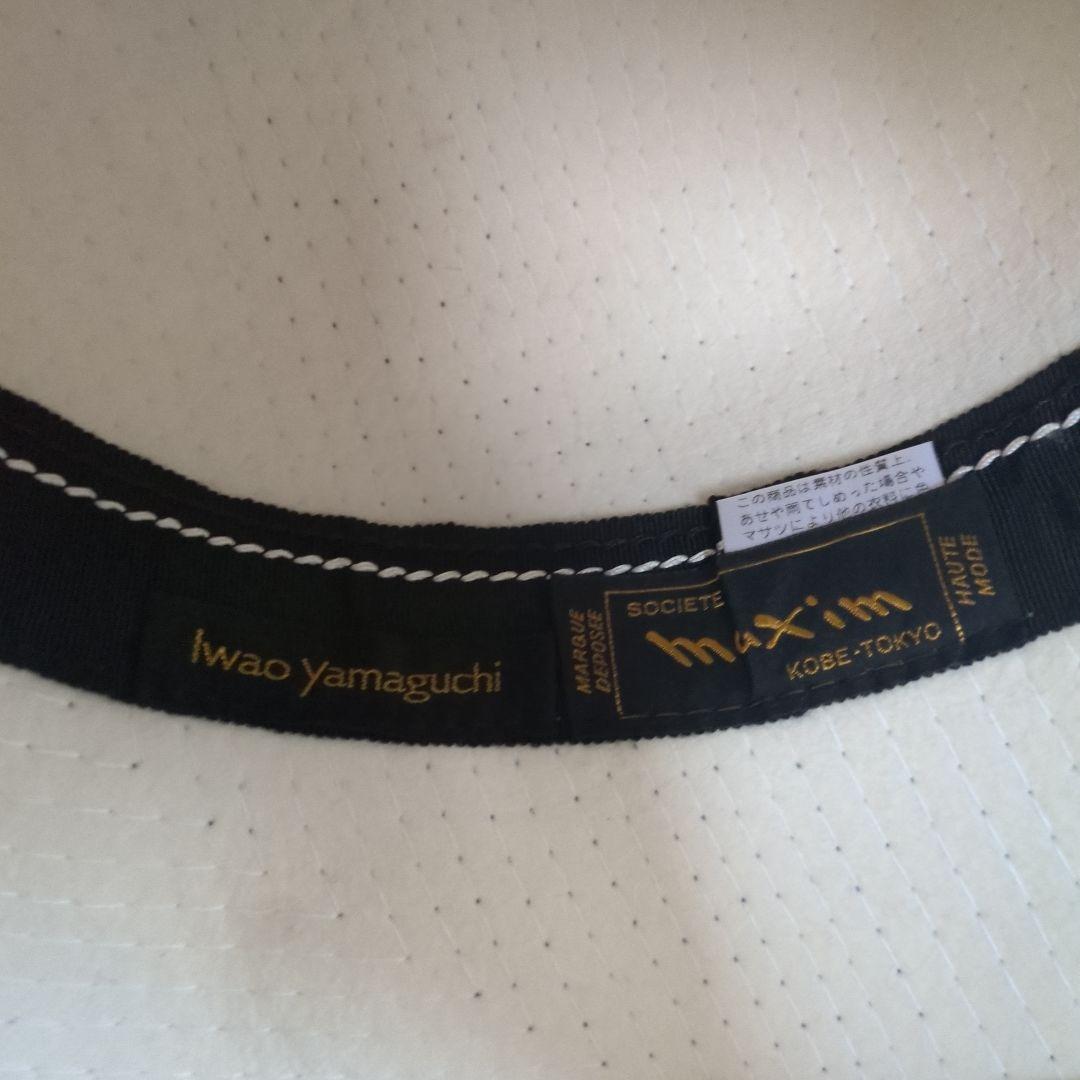 Iwao Yamaguchi
MARQUE
DEPOSEE
SOCIETE
maxim
KOBE-TOKYO
HAUTE
MODE
この商品は素材の性質上、
あせや雨でしめった場合や
マサツにより他の衣料に色